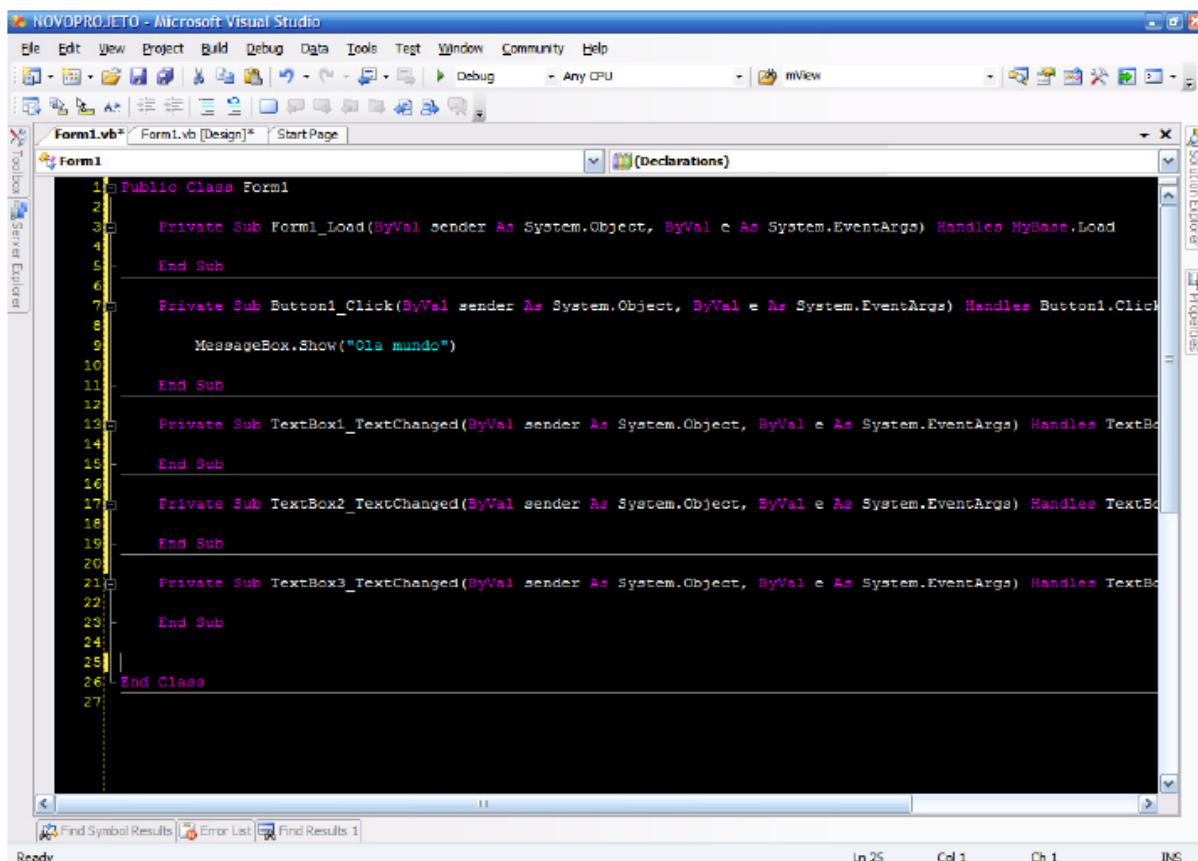 NOVOPROJETO - Microsoft Visual Studio
File Edit View Project Build Debug Data Tools Test Window Community Help
Debug Any CPU mView
Form1.vb* Form1.vb [Design]* Start Page
Form1 (Declarations)
Toolbox
Server Explorer
Solution Explorer
Properties
1 Public Class Form1
2
3 Private Sub Form1_Load(ByVal sender As System.Object, ByVal e As System.EventArgs) Handles MyBase.Load
4
5 End Sub
6
7 Private Sub Button1_Click(ByVal sender As System.Object, ByVal e As System.EventArgs) Handles Button1.Click
8
9 MessageBox.Show("Ola mundo")
10
11 End Sub
12
13 Private Sub TextBox1_TextChanged(ByVal sender As System.Object, ByVal e As System.EventArgs) Handles TextBo
14
15 End Sub
16
17 Private Sub TextBox2_TextChanged(ByVal sender As System.Object, ByVal e As System.EventArgs) Handles TextBo
18
19 End Sub
20
21 Private Sub TextBox3_TextChanged(ByVal sender As System.Object, ByVal e As System.EventArgs) Handles TextBo
22
23 End Sub
24
25
26 End Class
27
Find Symbol Results Error List Find Results 1
Ready Ln 25 Col 1 Ch 1 INS